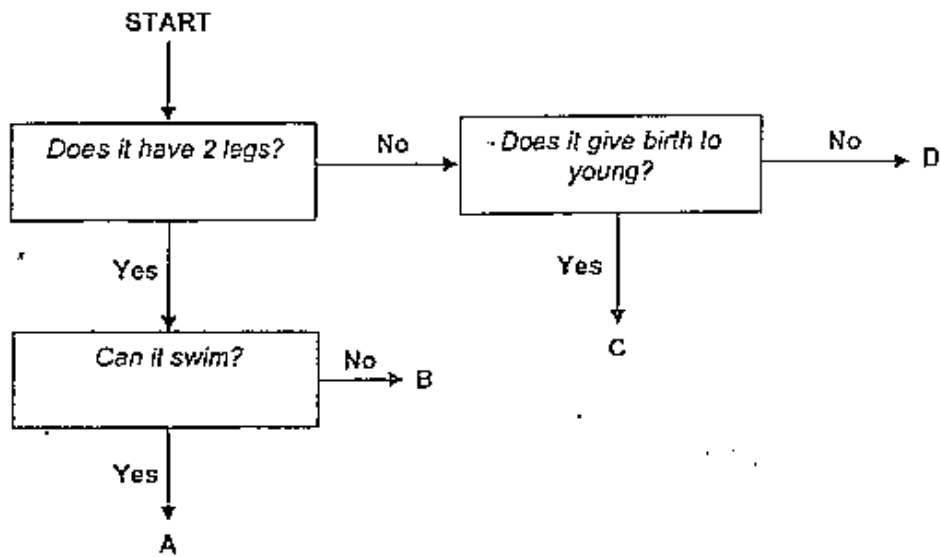 START
Does it have 2 legs?
No
Does it give birth to
young?
No
D
Yes
Yes
C
Can it swim?
No
B
Yes
A